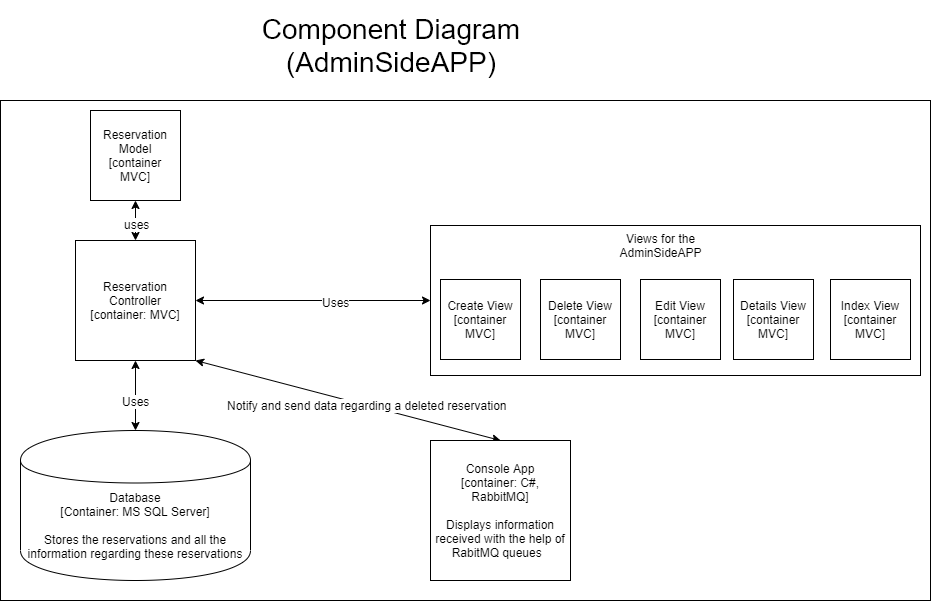 Component Diagram
(AdminSideAPP)
Reservation
Model
[container
MVC]
uses
Reservation
Controller
[container: MVC]
Uses
Views for the
AdminSideAPP
Create View
[container
MVC]
Delete View
[container
MVC]
Edit View
[container
MVC]
Details View
[container
MVC]
Index View
[container
MVC]
Uses
Notify and send data regarding a deleted reservation
Database
[Container: MS SQL Server]
Stores the reservations and all the
information regarding these reservations
Console App
[container: C#,
RabbitMQ]
Displays information
received with the help of
RabitMQ queues